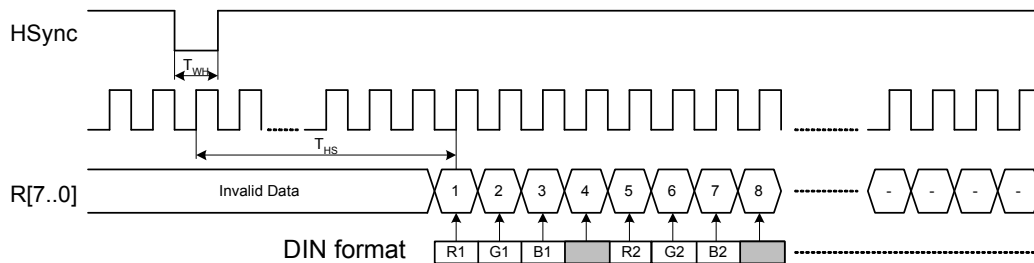 HSync
TWH
THS
R[7..0] Invalid Data 1 2 3 4 5 6 7 8 - - - -
DIN format R1 G1 B1 R2 G2 B2